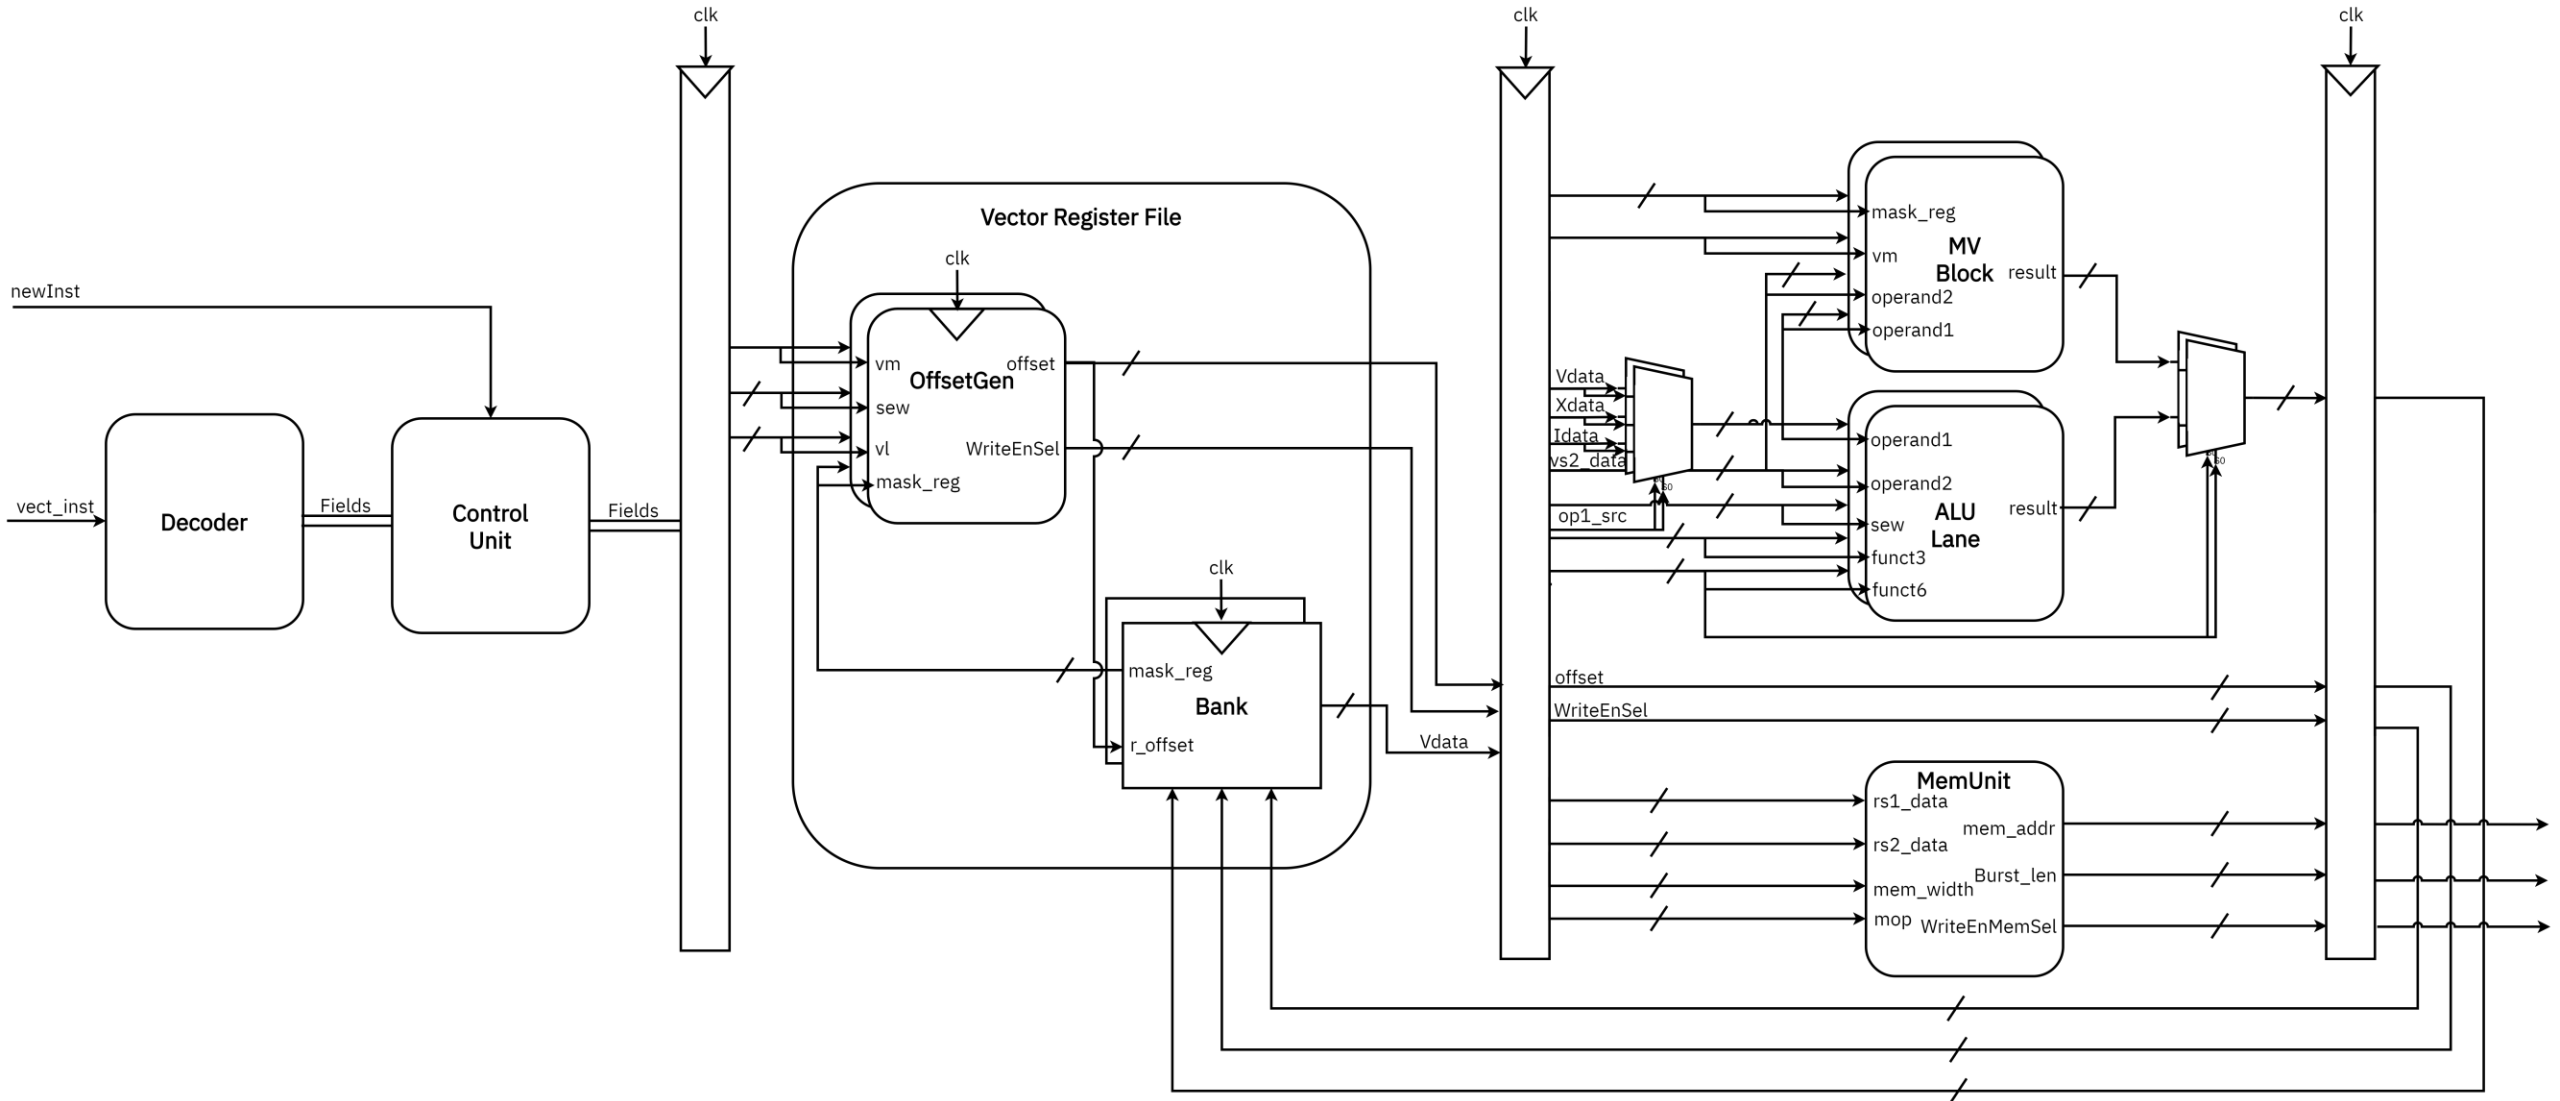 clk
clk
clk
newInst
vect_inst
Decoder
Fields
Control
Unit
Fields
Vector Register File
clk
vm
offset
OffsetGen
sew
vl
WriteEnSel
mask_reg
clk
mask_reg
Bank
r_offset
Vdata
Vdata
Xdata
Idata
vs2_data
s0
op1_src
mask_reg
MV
Block
vm
result
operand2
operand1
operand1
operand2
ALU
Lane
result
sew
funct3
funct6
s0
offset
WriteEnSel
MemUnit
rs1_data
mem_addr
rs2_data
Burst_len
mem_width
mop
WriteEnMemSel